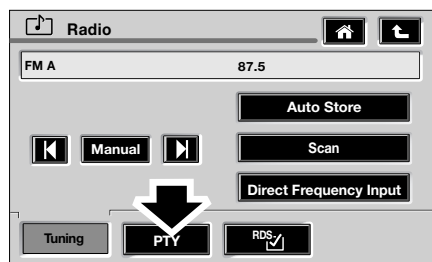 Radio
FM A 87.5
Auto Store
Manual Scan
Direct Frequency Input
Tuning PTY RDS